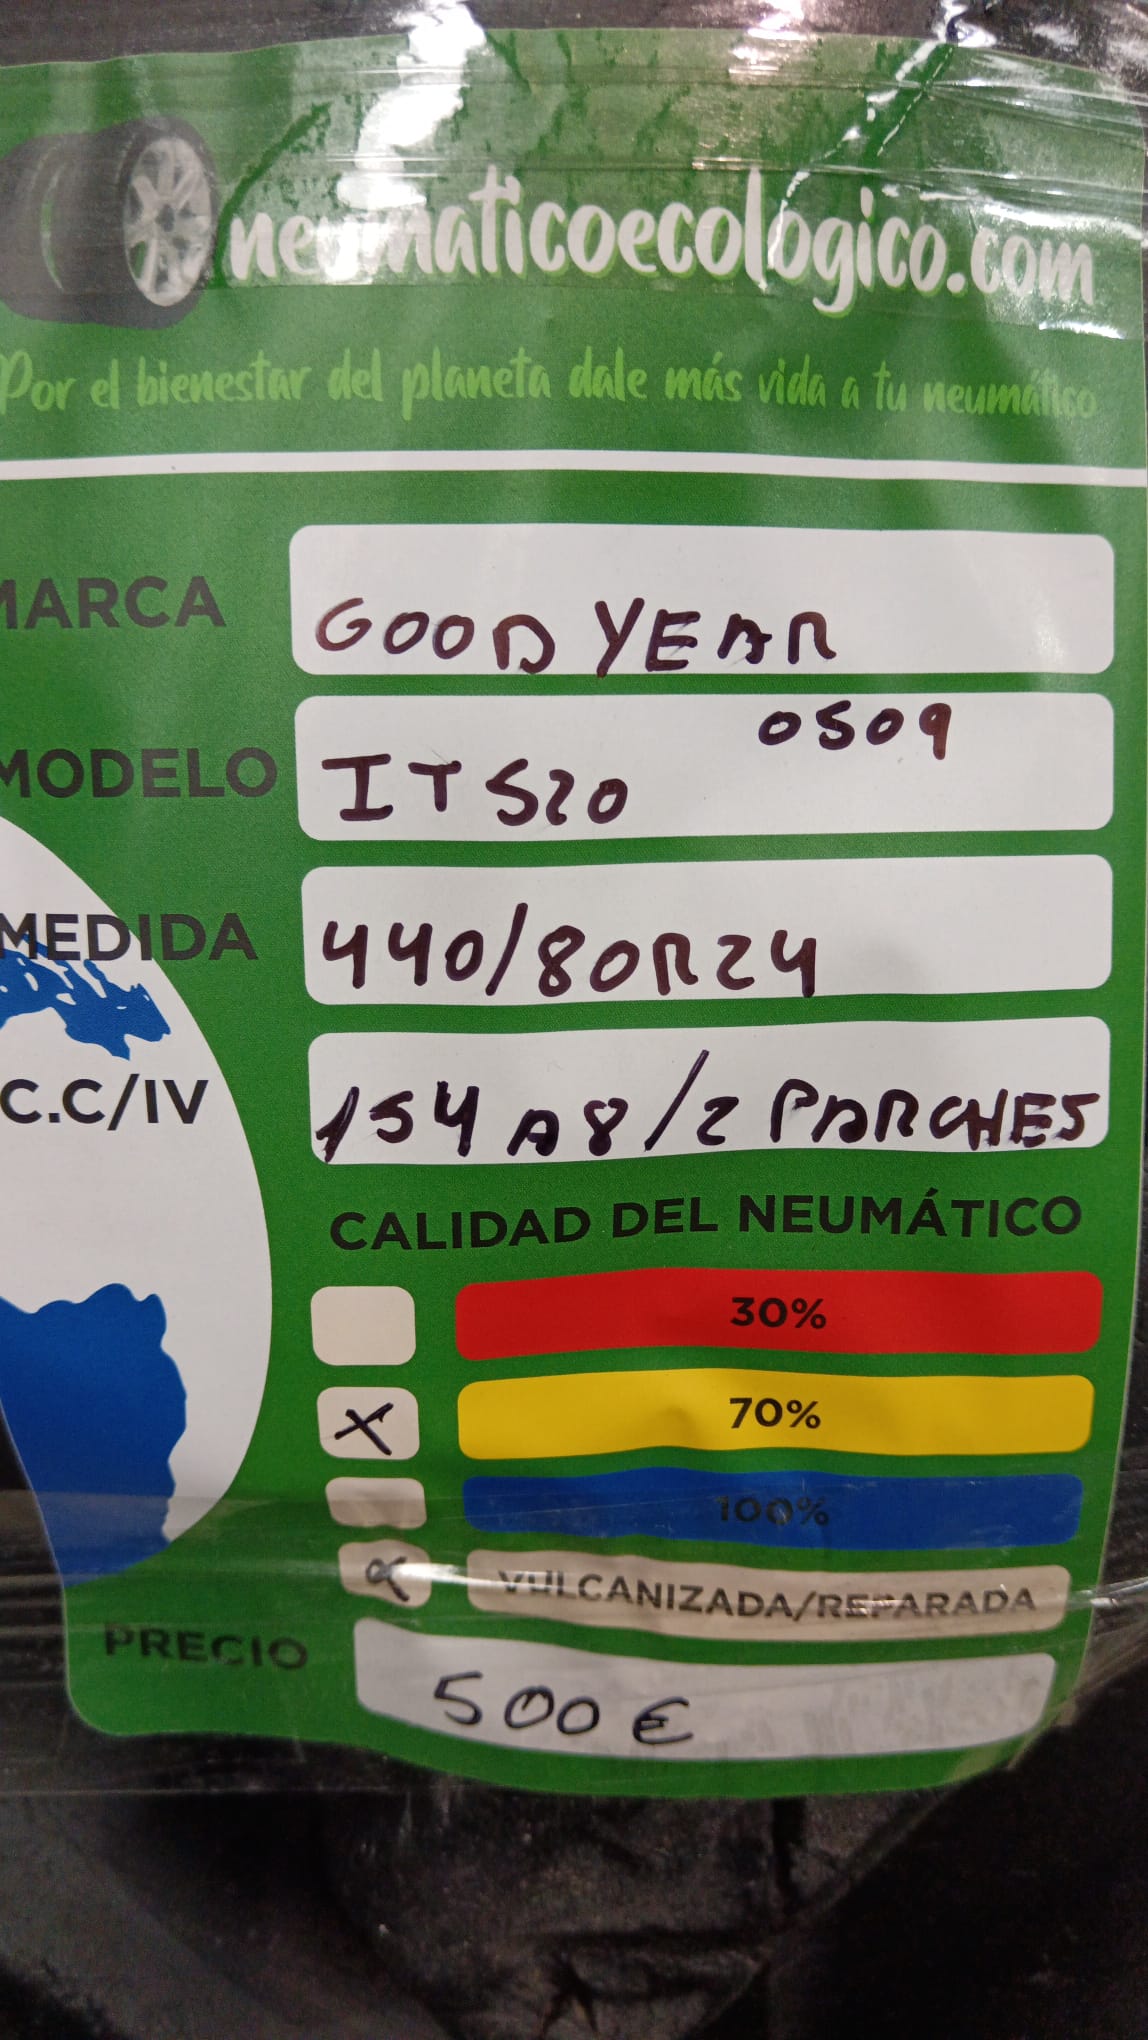 neumaticoecologico.com
Por el bienestar del planeta dale más vida a tu neumático
MARCA GOOD YEAR
0509
MODELO IT520
MEDIDA 440/80R24
C.C/IV 154 A8/2 PARCHES
CALIDAD DEL NEUMÁTICO
30%
X 70%
100%
X VULCANIZADA/REPARADA
PRECIO 500 €